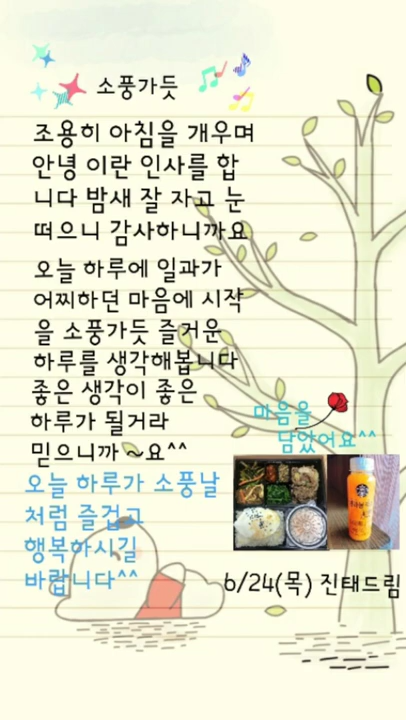 소풍가듯
조용히 아침을 개우며
안녕 이란 인사를 합
니다 밤새 잘 자고 눈
떠으니 감사하니까요
오늘 하루에 일과가
어찌하던 마음에 시작
을 소풍가듯 즐거운
하루를 생각해봅니다
좋은 생각이 좋은
하루가 될거라
믿으니까~요^^
마음을
담았어요^^
오늘 하루가 소풍날
처럼 즐겁고
행복하시길
바랍니다^^
6/24(목) 진태드림